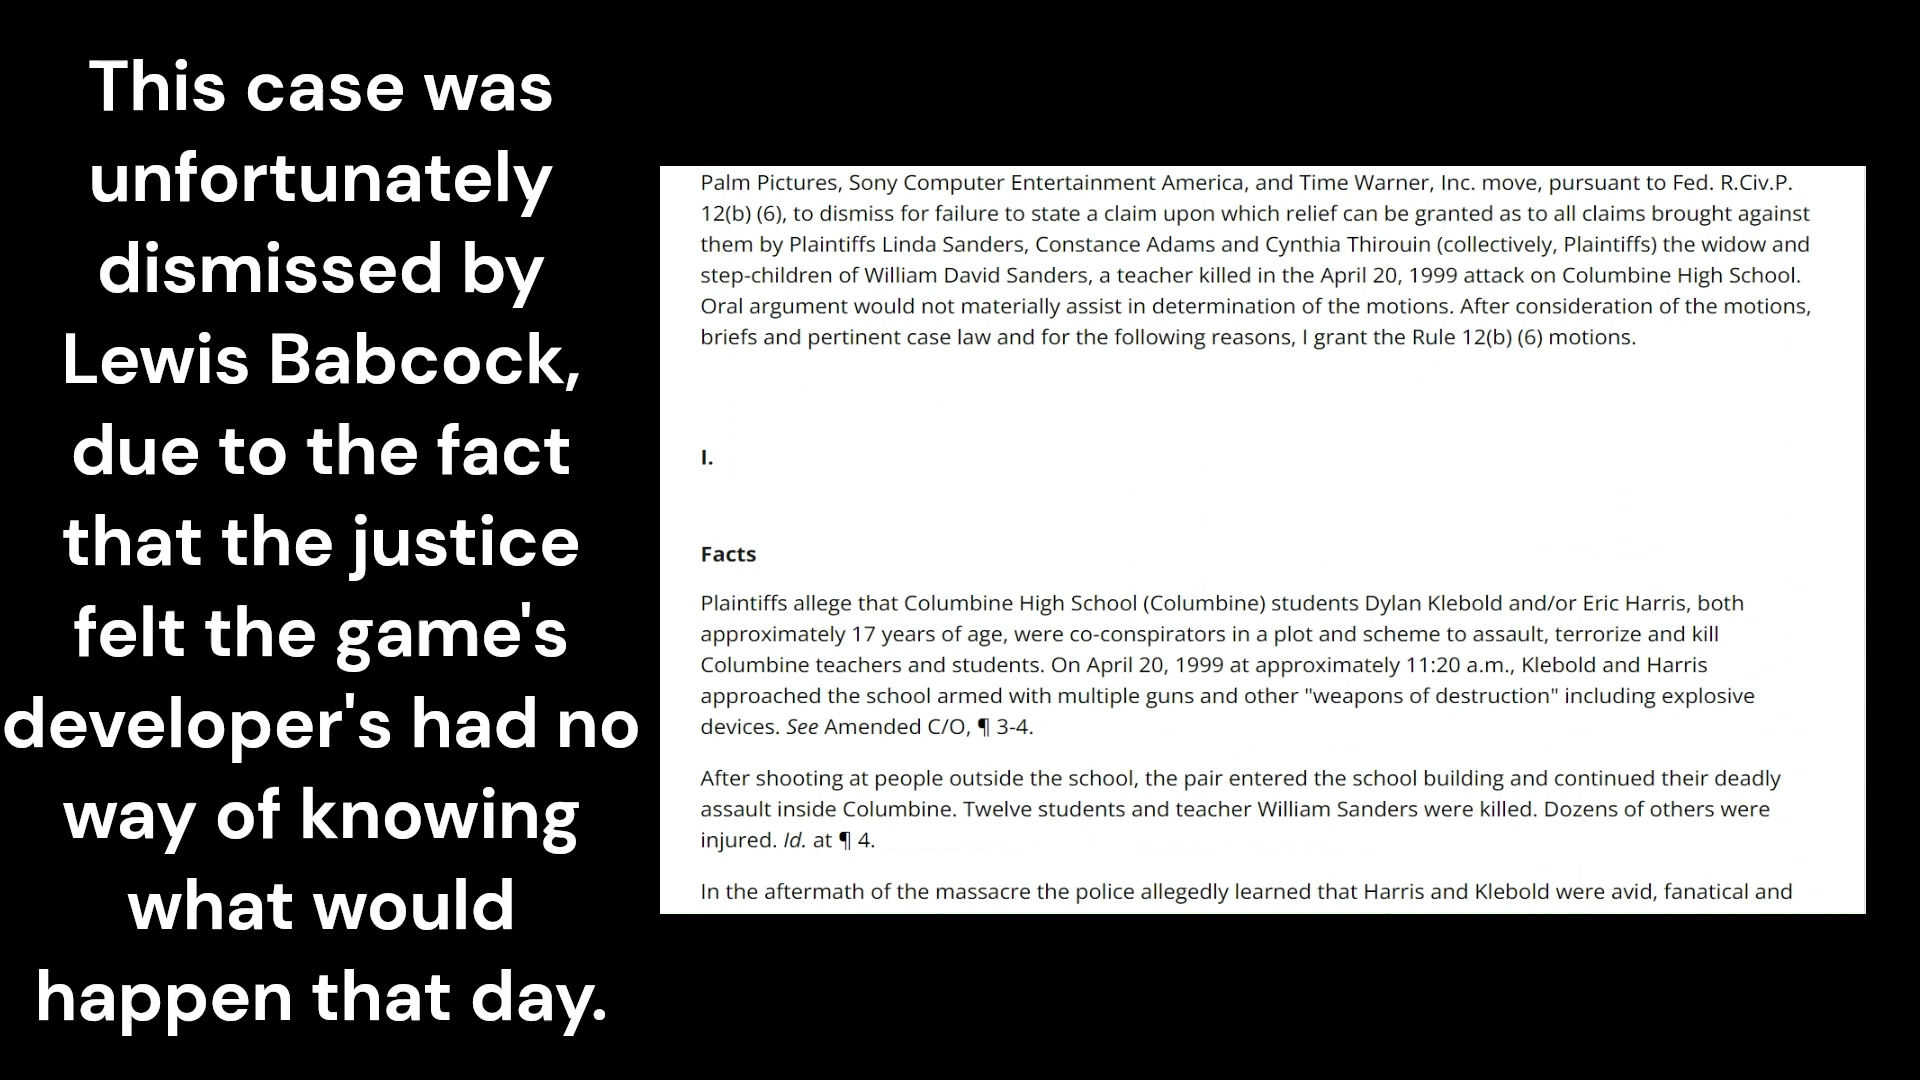 This case was
unfortunately
dismissed by
Lewis Babcock,
due to the fact
that the justice
felt the game's
developer's had no
way of knowing
what would
happen that day.
Palm Pictures, Sony Computer Entertainment America, and Time Warner, Inc. move, pursuant to Fed. R.Civ.P.
12(b) (6), to dismiss for failure to state a claim upon which relief can be granted as to all claims brought against
them by Plaintiffs Linda Sanders, Constance Adams and Cynthia Thirouin (collectively, Plaintiffs) the widow and
step-children of William David Sanders, a teacher killed in the April 20, 1999 attack on Columbine High School.
Oral argument would not materially assist in determination of the motions. After consideration of the motions,
briefs and pertinent case law and for the following reasons, I grant the Rule 12(b) (6) motions.
I.
Facts
Plaintiffs allege that Columbine High School (Columbine) students Dylan Klebold and/or Eric Harris, both
approximately 17 years of age, were co-conspirators in a plot and scheme to assault, terrorize and kill
Columbine teachers and students. On April 20, 1999 at approximately 11:20 a.m., Klebold and Harris
approached the school armed with multiple guns and other "weapons of destruction" including explosive
devices. See Amended C/O, ¶ 3-4.
After shooting at people outside the school, the pair entered the school building and continued their deadly
assault inside Columbine. Twelve students and teacher William Sanders were killed. Dozens of others were
injured. Id. at ¶ 4.
In the aftermath of the massacre the police allegedly learned that Harris and Klebold were avid, fanatical and